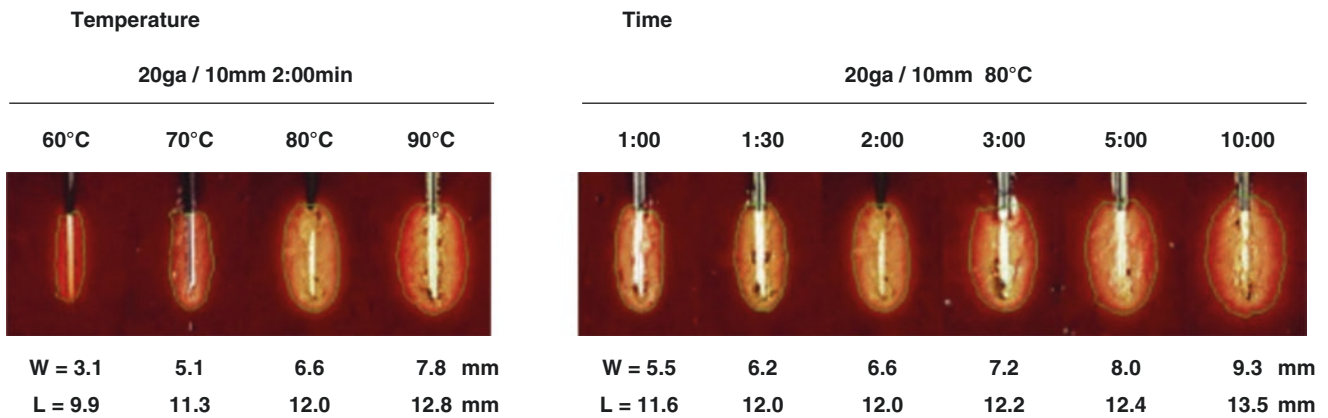 Temperature
20ga / 10mm 2:00min
60°C 70°C 80°C 90°C
W = 3.1 5.1 6.6 7.8 mm
L = 9.9 11.3 12.0 12.8 mm
Time
20ga / 10mm 80°C
1:00 1:30 2:00 3:00 5:00 10:00
W = 5.5 6.2 6.6 7.2 8.0 9.3 mm
L = 11.6 12.0 12.0 12.2 12.4 13.5 mm